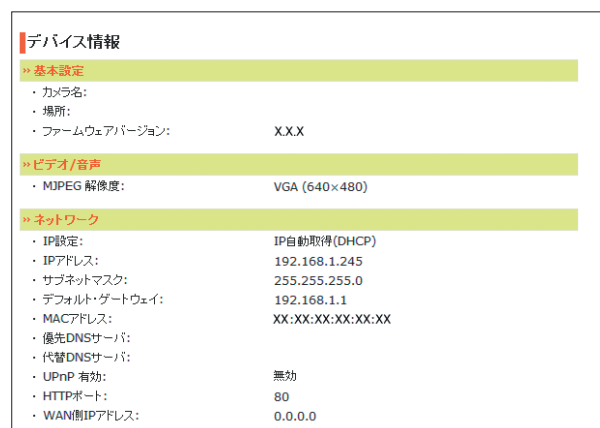 デバイス情報
»基本設定
・カメラ名:
・場所:
・ファームウェアバージョン: X.X.X
»ビデオ/音声
・MJPEG 解像度: VGA (640×480)
»ネットワーク
・IP設定: IP自動取得(DHCP)
・IPアドレス: 192.168.1.245
・サブネットマスク: 255.255.255.0
・デフォルト・ゲートウェイ: 192.168.1.1
・MACアドレス: XX:XX:XX:XX:XX:XX
・優先DNSサーバ:
・代替DNSサーバ:
・UPnP 有効: 無効
・HTTPポート: 80
・WAN側IPアドレス: 0.0.0.0